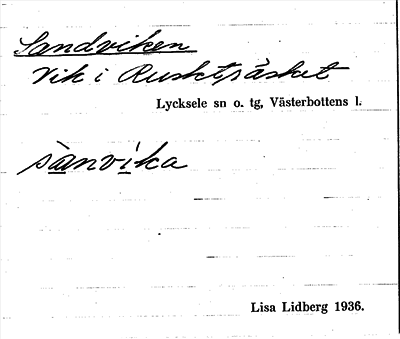 Sandviken
Vik i Ruskträsket
Lycksele sn o. tg, Västerbottens l.
sànvi̱ka
Lisa Lidberg 1936.